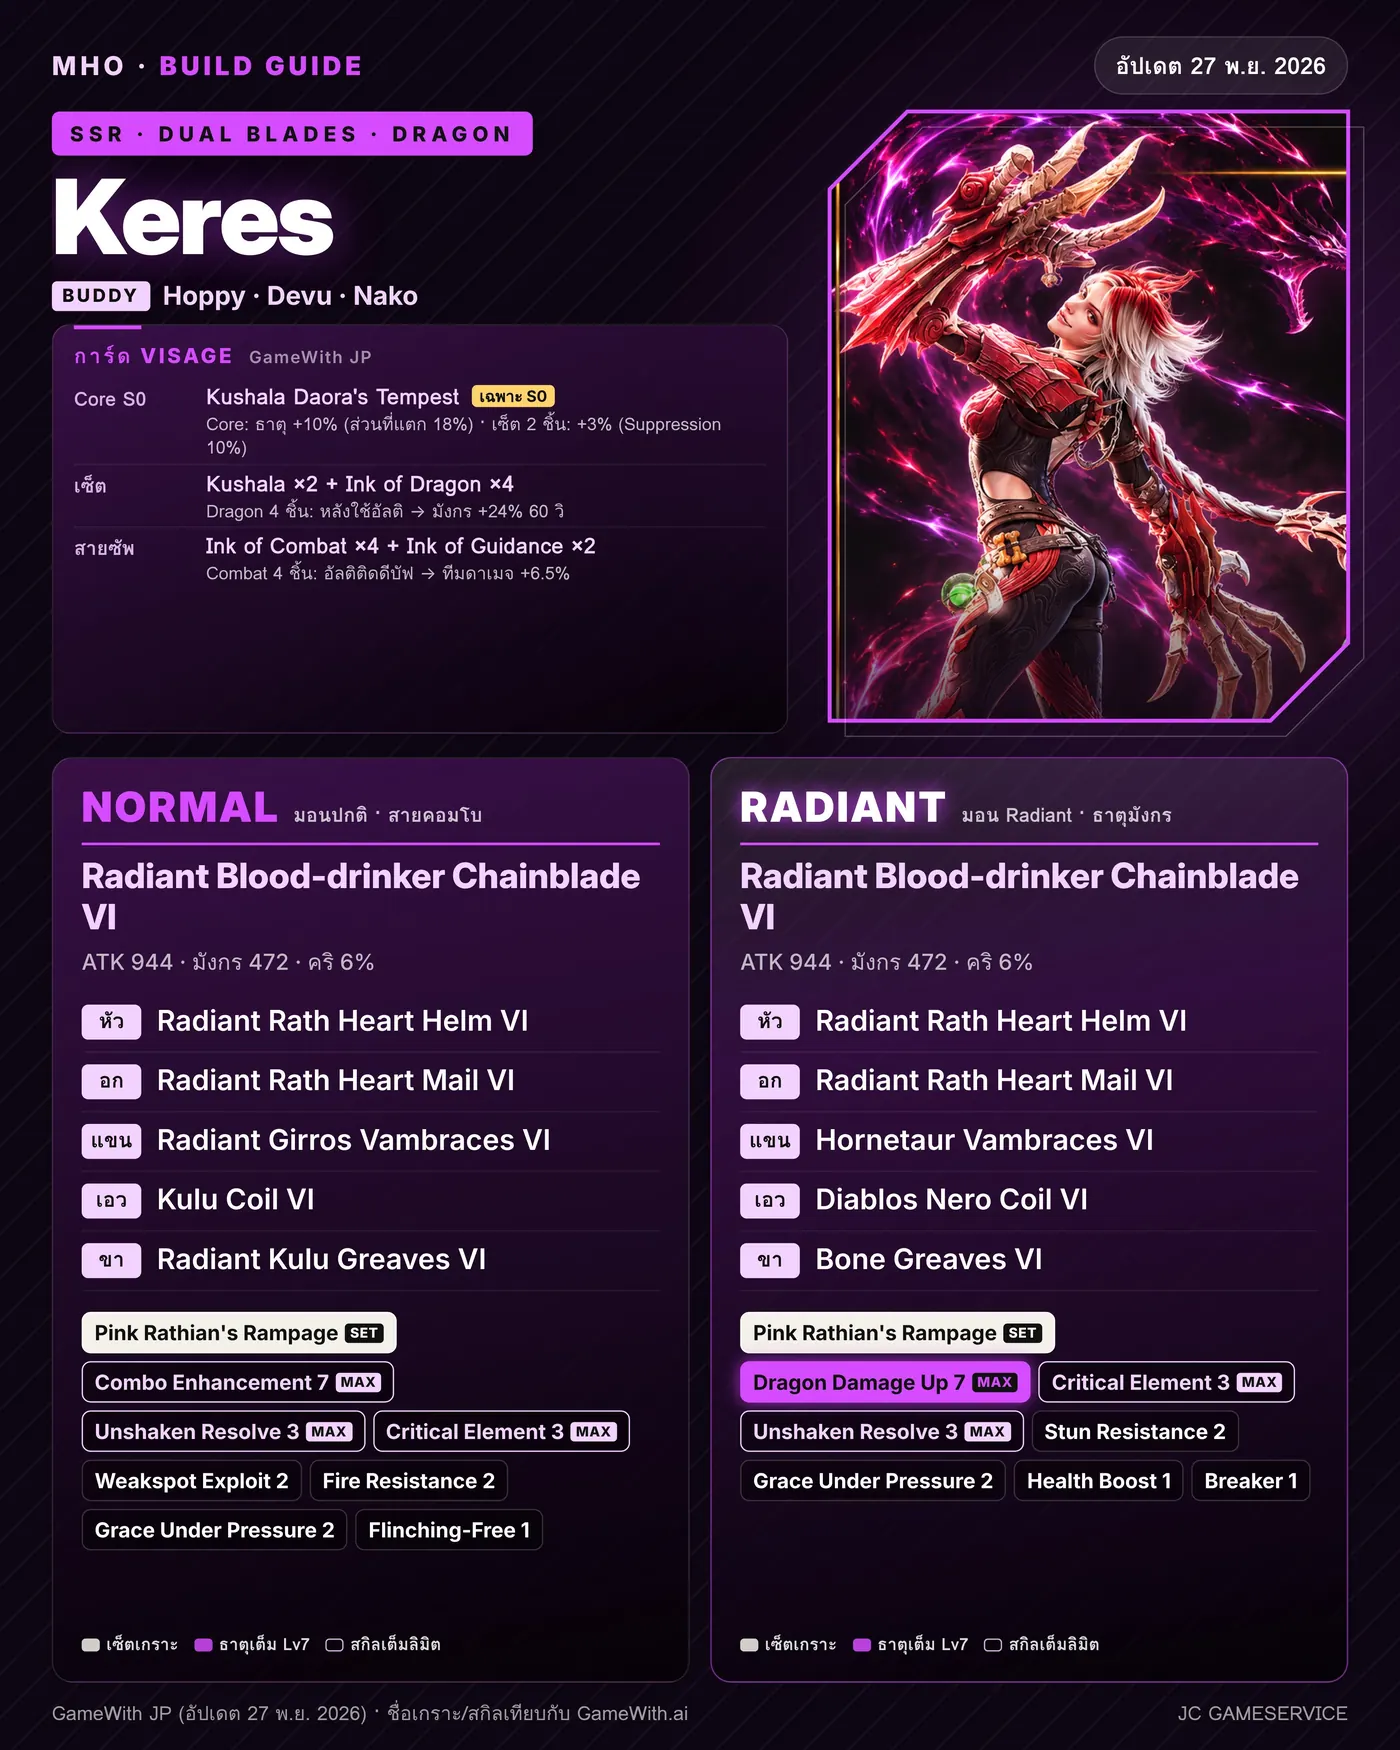 MHO · BUILD GUIDE
อัปเดต 27 พ.ย. 2026
SSR · DUAL BLADES · DRAGON
Keres
BUDDY Hoppy · Devu · Nako
การ์ด VISAGE GameWith JP
Core S0 Kushala Daora's Tempest เฉพาะ S0
Core: ธาตุ +10% (ส่วนที่แตก 18%) · เซ็ต 2 ชิ้น: +3% (Suppression
10%)
เซ็ต Kushala ×2 + Ink of Dragon ×4
Dragon 4 ชิ้น: หลังใช้อัลติ → มังกร +24% 60 วิ
สายซัพ Ink of Combat ×4 + Ink of Guidance ×2
Combat 4 ชิ้น: อัลติติดดีบัฟ → ทีมดาเมจ +6.5%
NORMAL มอนปกติ · สายคอมโบ
Radiant Blood-drinker Chainblade
VI
ATK 944 · มังกร 472 · คริ 6%
หัว Radiant Rath Heart Helm VI
อก Radiant Rath Heart Mail VI
แขน Radiant Girros Vambraces VI
เอว Kulu Coil VI
ขา Radiant Kulu Greaves VI
Pink Rathian's Rampage SET
Combo Enhancement 7 MAX
Unshaken Resolve 3 MAX Critical Element 3 MAX
Weakspot Exploit 2 Fire Resistance 2
Grace Under Pressure 2 Flinching-Free 1
เซ็ตเกราะ ธาตุเต็ม Lv7 สกิลเต็มลิมิต
RADIANT มอน Radiant · ธาตุมังกร
Radiant Blood-drinker Chainblade
VI
ATK 944 · มังกร 472 · คริ 6%
หัว Radiant Rath Heart Helm VI
อก Radiant Rath Heart Mail VI
แขน Hornetaur Vambraces VI
เอว Diablos Nero Coil VI
ขา Bone Greaves VI
Pink Rathian's Rampage SET
Dragon Damage Up 7 MAX Critical Element 3 MAX
Unshaken Resolve 3 MAX Stun Resistance 2
Grace Under Pressure 2 Health Boost 1 Breaker 1
เซ็ตเกราะ ธาตุเต็ม Lv7 สกิลเต็มลิมิต
GameWith JP (อัปเดต 27 พ.ย. 2026) · ชื่อเกราะ/สกิลเทียบกับ GameWith.ai
JC GAMESERVICE